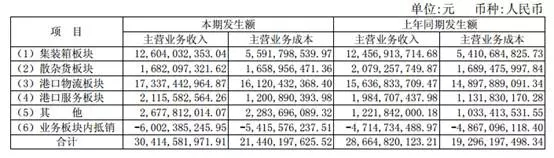 单位:元 币种:人民币
项 目 本期发生额 上年同期发生额
主营业务收入 主营业务成本 主营业务收入 主营业务成本
(1)集装箱板块 12,604,032,353.04 5,591,798,539.97 12,456,913,714.68 5,410,684,825.73
(2)散杂货板块 1,682,097,321.62 1,658,956,471.36 2,079,257,749.87 1,689,475,997.84
(3)港口物流板块 17,337,442,964.87 16,120,432,368.40 15,636,833,709.47 14,897,889,091.34
(4)港口服务板块 2,115,582,564.26 1,200,890,393.98 1,984,707,437.98 1,131,830,170.28
(5)其 他 2,677,812,014.07 2,283,696,089.32 1,221,842,000.18 1,033,413,531.55
(6)业务板块内抵销 -6,002,385,245.95 -5,415,576,237.51 -4,714,734,488.97 -4,867,096,118.40
合计 30,414,581,971.91 21,440,197,625.52 28,664,820,123.21 19,296,197,498.34